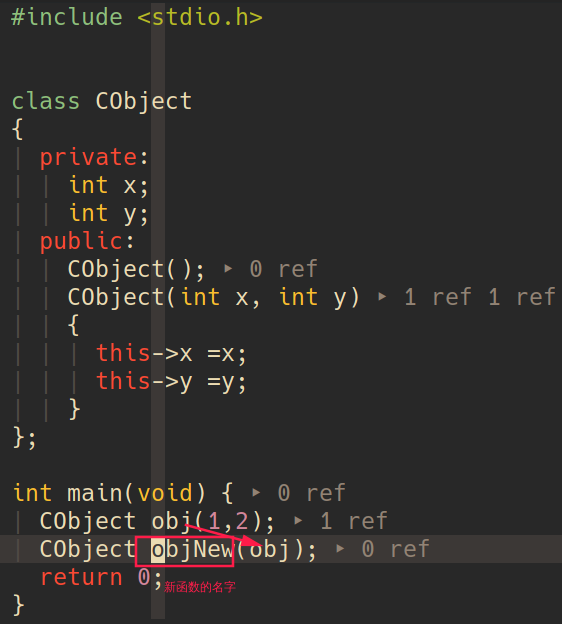 #include <stdio.h>
class CObject
{
private:
int x;
int y;
public:
CObject(); ▸ 0 ref
CObject(int x, int y) ▸ 1 ref 1 ref
{
this->x =x;
this->y =y;
}
};
int main(void) { ▸ 0 ref
CObject obj(1,2); ▸ 1 ref
CObject objNew(obj); ▸ 0 ref
return 0;
新函数的名字
}